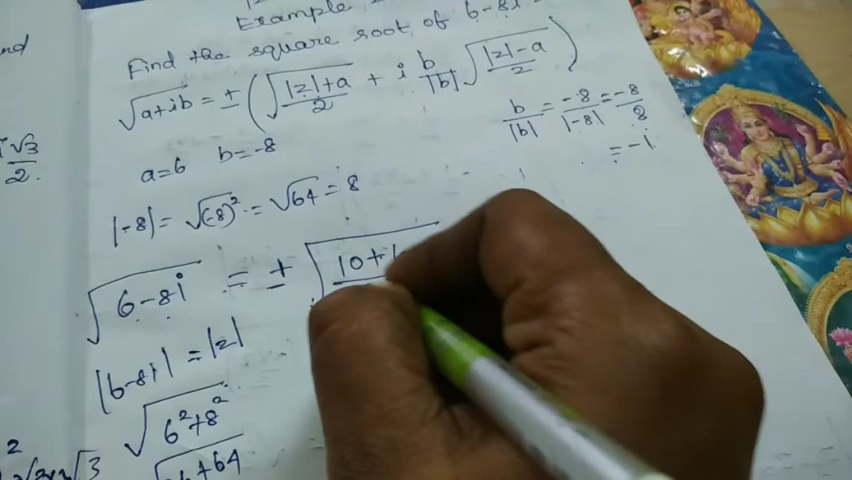 Example
Find the square root of 6-8i
√a+ib = ± ( √|z|+a/2 + i b/|b| √|z|-a/2 )
a=6 b=-8
b/|b| = -8/|-8| = -8/8
= -1
|-8| = √(-8)² = √64 = 8
√6-8i = ± √10+
|6-8i| = |z|
√6²+8²
+64
√3/2
2
√3